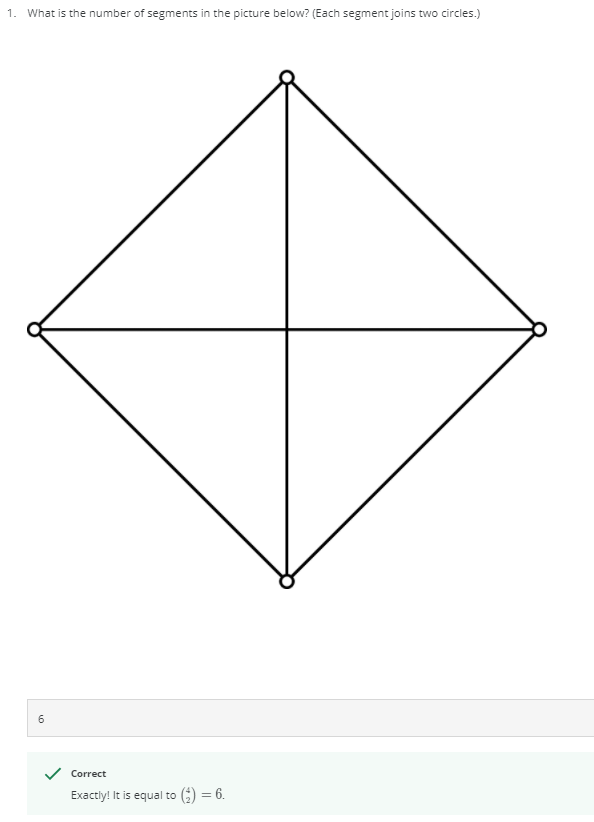 1. What is the number of segments in the picture below? (Each segment joins two circles.)
6
Correct
Exactly! It is equal to (4 2) = 6.